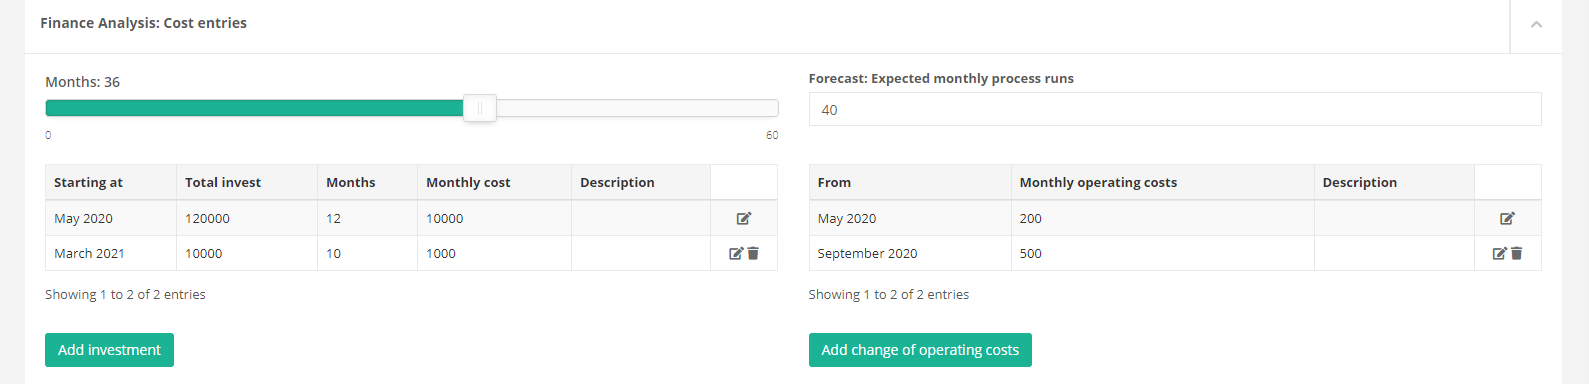 Finance Analysis: Cost entries
Months: 36
0 60
Starting at Total invest Months Monthly cost Description
May 2020 120000 12 10000
March 2021 10000 10 1000
Showing 1 to 2 of 2 entries
Add investment
Forecast: Expected monthly process runs
40
From Monthly operating costs Description
May 2020 200
September 2020 500
Showing 1 to 2 of 2 entries
Add change of operating costs